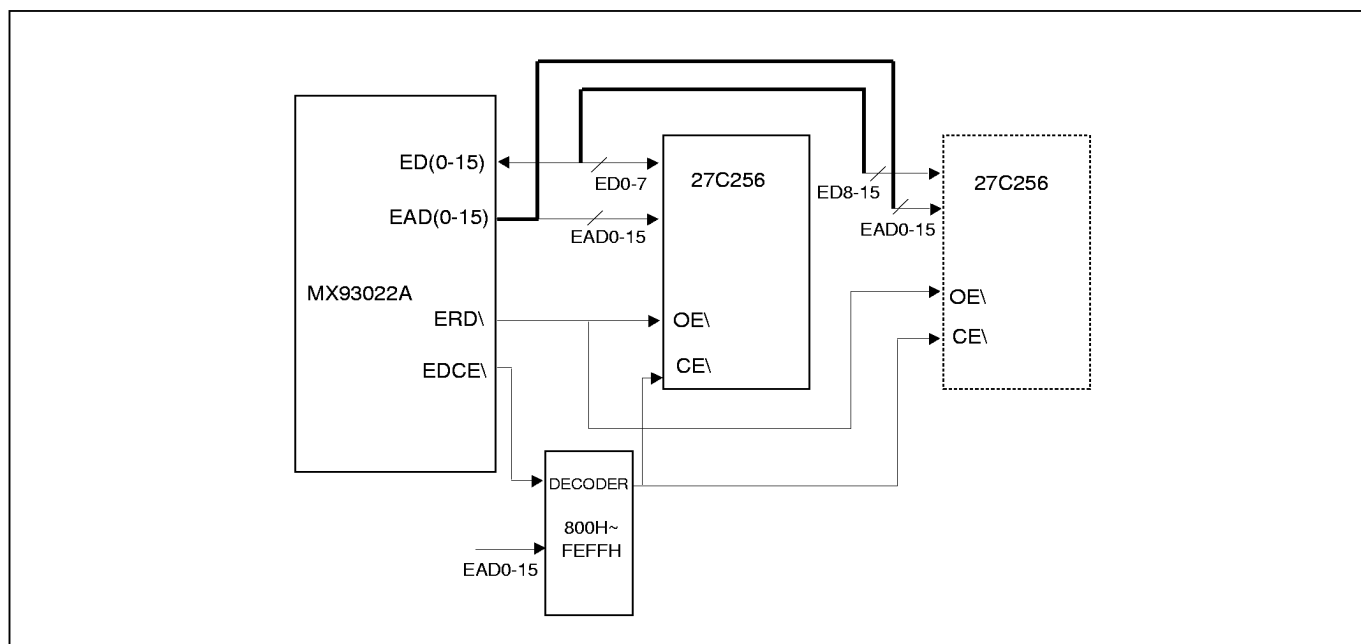 ED(0-15)
ED0-7
27C256
EAD(0-15)
EAD0-15
MX93022A
ERD\
OE\
EDCE\
CE\
DECODER
800H~
FEFFH
EAD0-15
ED8-15
27C256
EAD0-15
OE\
CE\